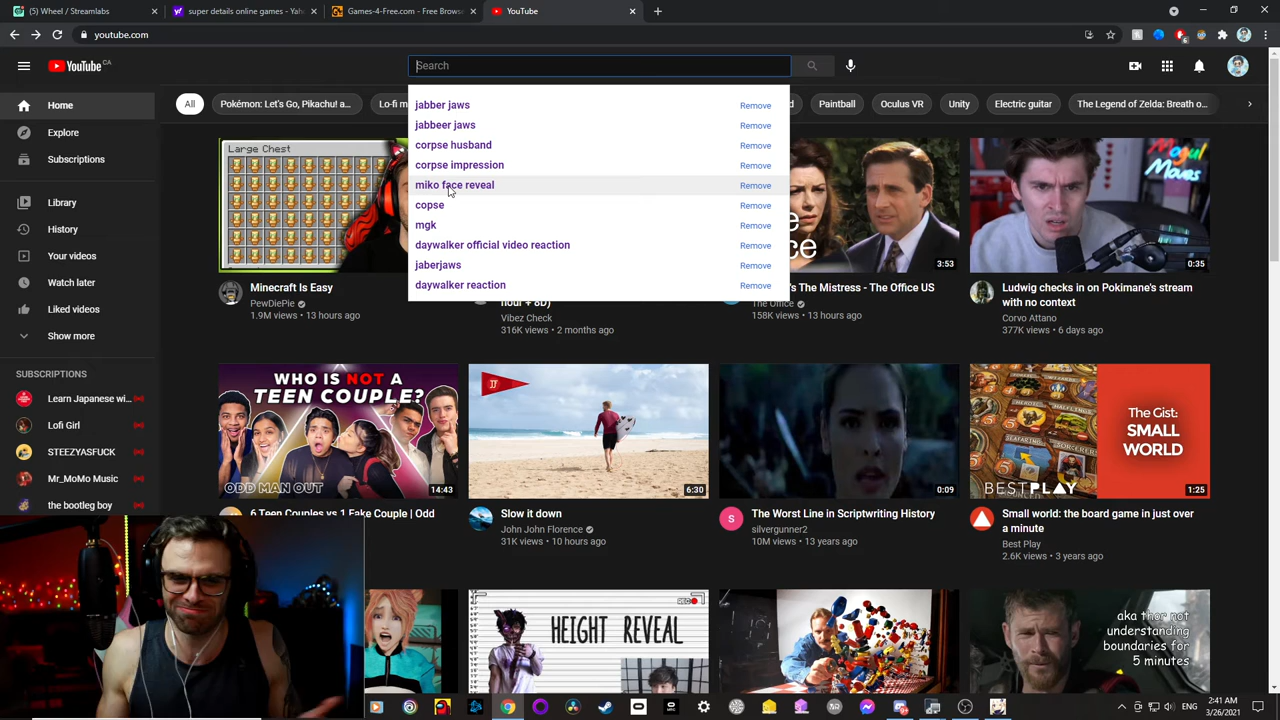 (5) Wheel / Streamlabs
super details online games - Yah
Games-4-Free.com - Free Brows
YouTube
youtube.com
YouTube CA
Search
All
Pokémon: Let's Go, Pikachu! a...
Lo-fi m
Paintball
Oculus VR
Unity
Electric guitar
The Legend of Zelda: Breath o...
jabber jaws Remove
jabbeer jaws Remove
corpse husband Remove
corpse impression Remove
miko face reveal Remove
copse Remove
mgk Remove
daywalker official video reaction Remove
jaberjaws Remove
daywalker reaction Remove
Home
Explore
Subscriptions
Library
History
Your videos
Watch later
Liked videos
Show more
SUBSCRIPTIONS
Learn Japanese wi...
Lofi Girl
STEEZYASFUCK
Mr_MoMo Music
the bootleg boy
Large Chest
Minecraft Is Easy
PewDiePie
1.9M views • 13 hours ago
hour + 8D)
Vibez Check
316K views • 2 months ago
3:53
's The Mistress - The Office US
The Office
158K views • 13 hours ago
Moves
0:35
Ludwig checks in on Pokimane's stream
with no context
Corvo Attano
377K views • 6 days ago
WHO IS NOT A
TEEN COUPLE?
ODD MAN OUT
14:43
6 Teen Couples vs 1 Fake Couple | Odd
6:30
Slow it down
John John Florence
31K views • 10 hours ago
0:09
The Worst Line in Scriptwriting History
silvergunner2
10M views • 13 years ago
The Gist:
SMALL
WORLD
BEST PLAY
1:25
Small world: the board game in just over
a minute
Best Play
2.6K views • 3 years ago
HEIGHT REVEAL
aka thor not
understanding
boundaries for
5 minutes
ENG
2:41 AM
3/26/2021